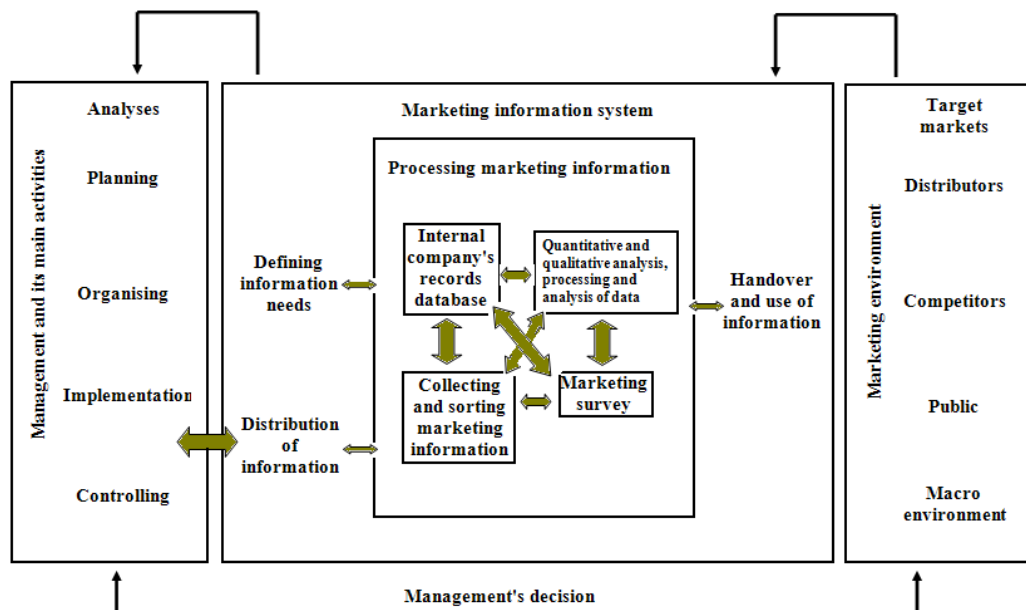 Management and its main activities
Analyses
Planning
Organising
Implementation
Controlling
Marketing information system
Defining
information
needs
Distribution
of
information
Processing marketing information
Internal
company's
records
database
Quantitative and
qualitative analysis,
processing and
analysis of data
Collecting
and sorting
marketing
information
Marketing
survey
Handover
and use of
information
Marketing environment
Target
markets
Distributors
Competitors
Public
Macro
environment
Management's decision